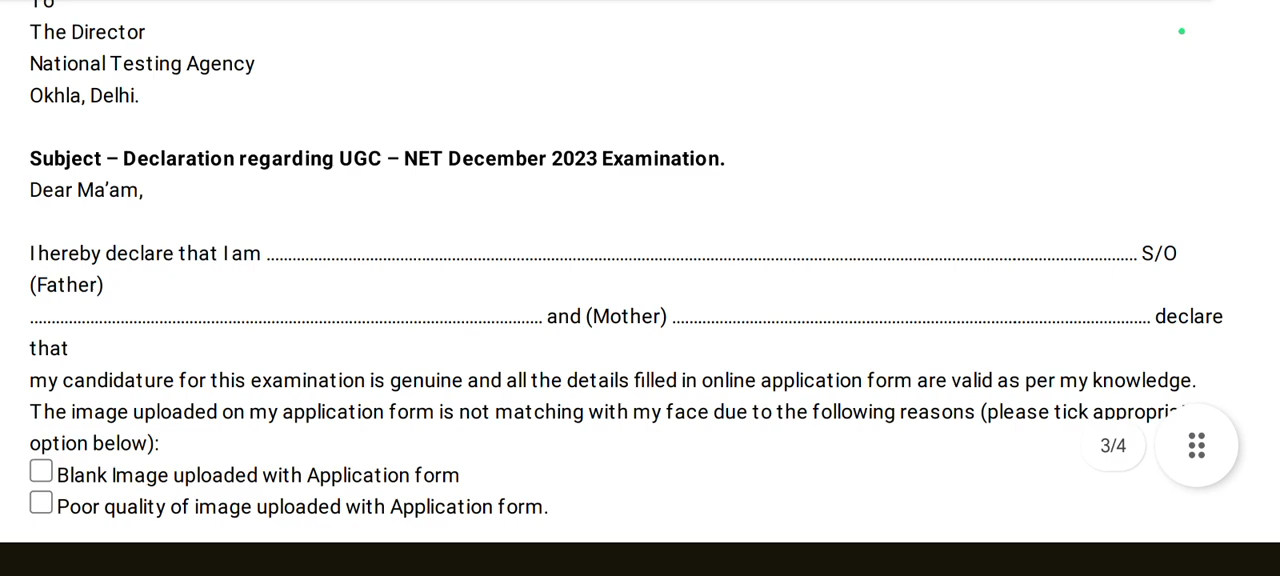 To
The Director
National Testing Agency
Okhla, Delhi.
Subject – Declaration regarding UGC – NET December 2023 Examination.
Dear Ma'am,
I hereby declare that I am ........................................................................................................................ S/O
(Father)
........................................................................ and (Mother) ................................................................... declare
that
my candidature for this examination is genuine and all the details filled in online application form are valid as per my knowledge.
The image uploaded on my application form is not matching with my face due to the following reasons (please tick
option below):
3/4
Blank Image uploaded with Application form
Poor quality of image uploaded with Application form.